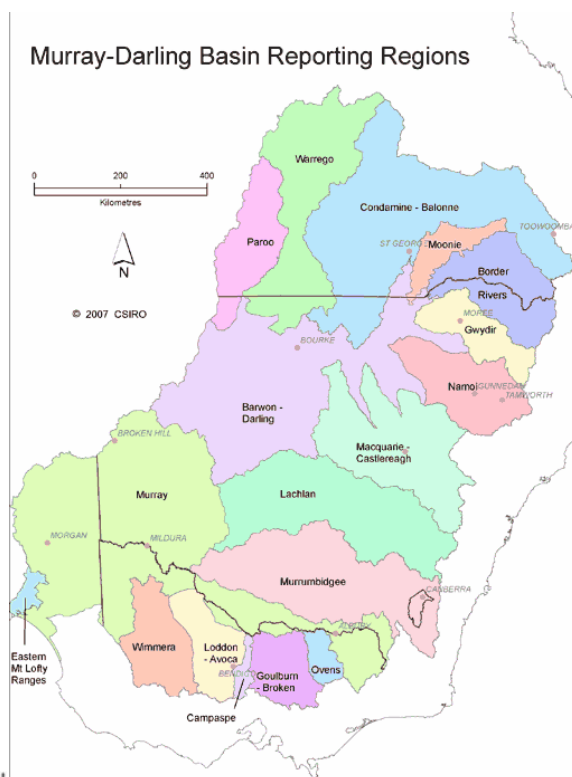 Murray-Darling Basin Reporting Regions
0 200 400
Kilometres
N
© 2007 CSIRO
Warrego
Condamine - Balonne
TOOWOOMBA
Paroo
ST GEORGE
Moonie
Border
Rivers
MOREE
Gwydir
BOURKE
Namoi
GUNNEDAH
TAMWORTH
Barwon -
Darling
BROKEN HILL
Macquarie -
Castlereagh
Murray
Lachlan
MORGAN
MILDURA
Murrumbidgee
CANBERRA
ALBURY
Eastern
Mt Lofty
Ranges
Wimmera
Loddon
- Avoca
BENDIGO
Goulburn
- Broken
Ovens
Campaspe